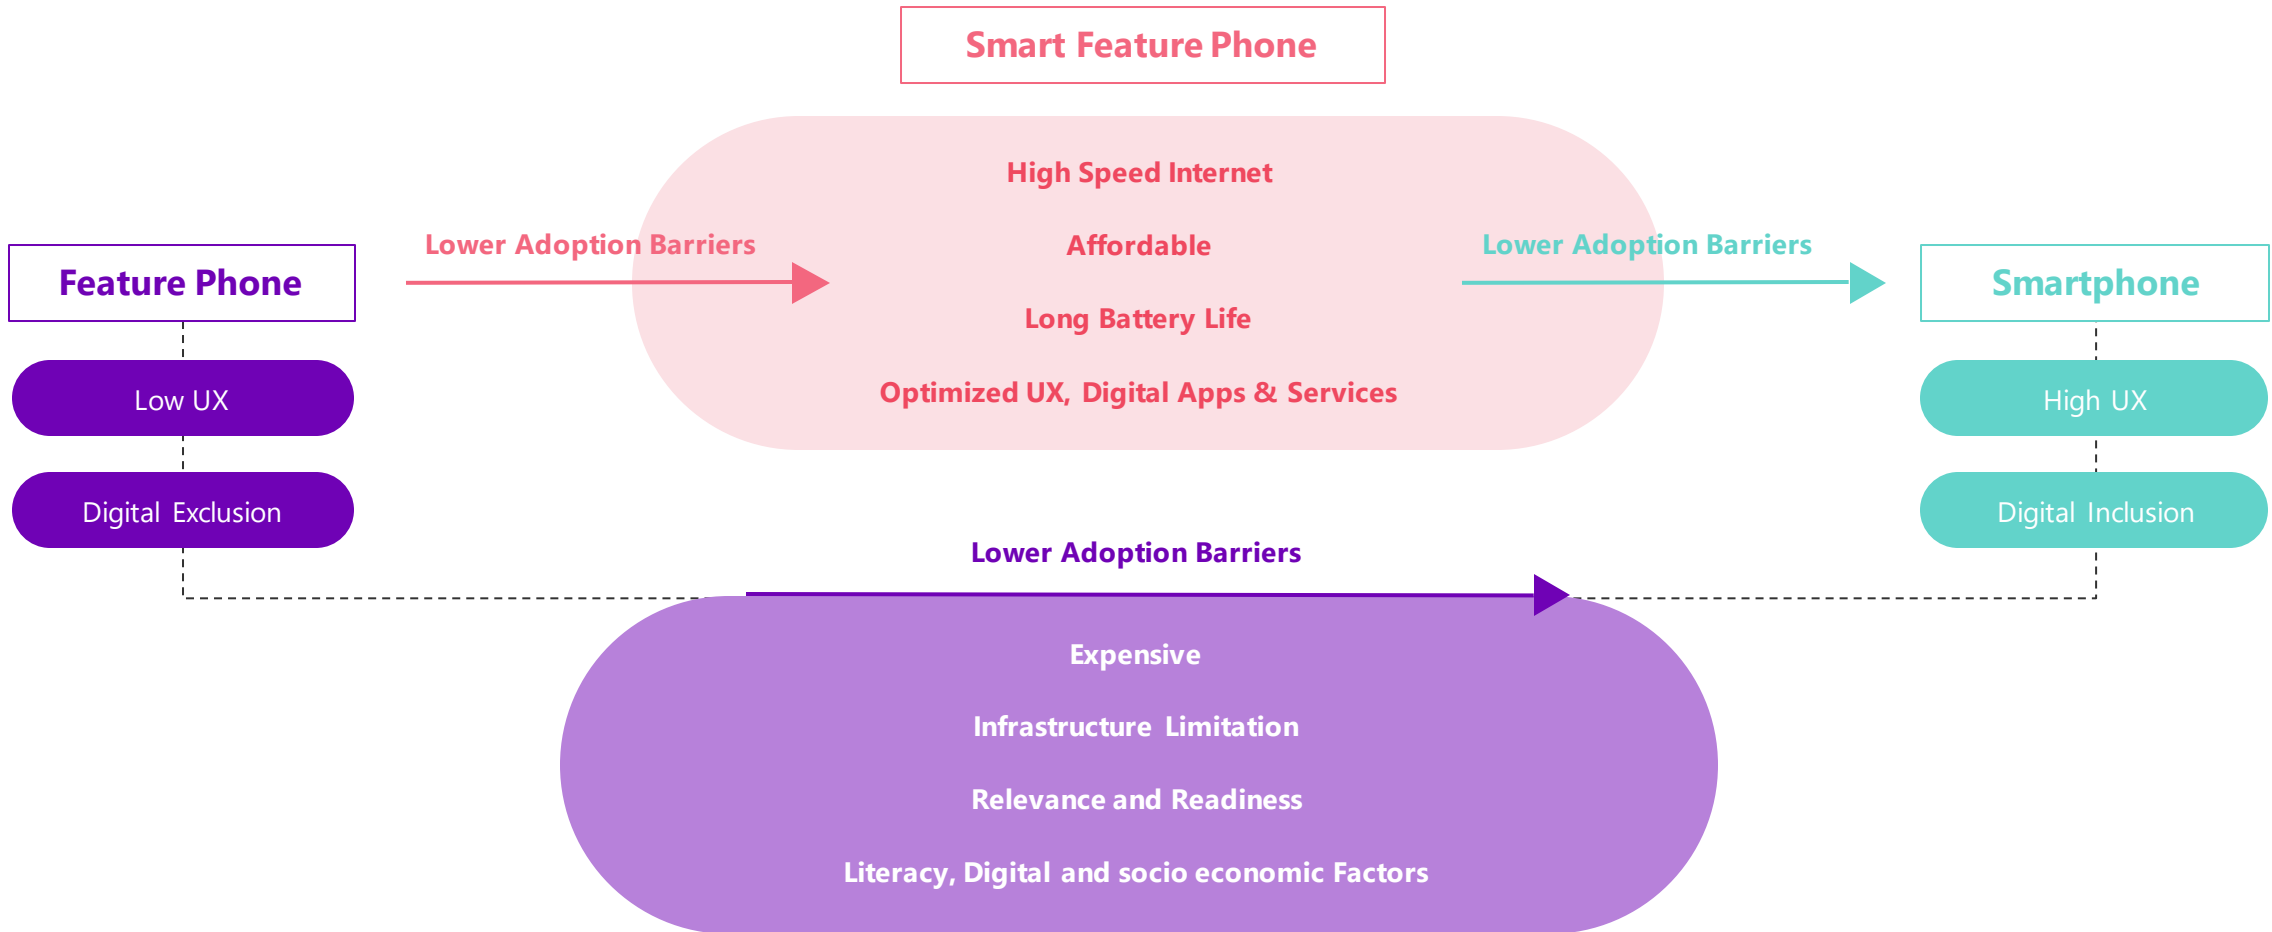 Smart Feature Phone
High Speed Internet
Affordable
Long Battery Life
Optimized UX, Digital Apps & Services
Lower Adoption Barriers
Lower Adoption Barriers
Feature Phone
Low UX
Digital Exclusion
Smartphone
High UX
Digital Inclusion
Lower Adoption Barriers
Expensive
Infrastructure Limitation
Relevance and Readiness
Literacy, Digital and socio economic Factors